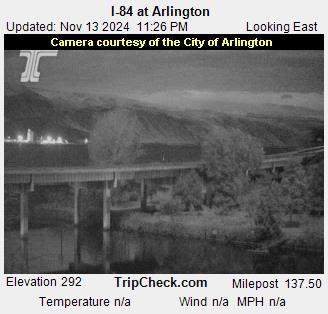 I-84 at Arlington
Updated: Nov 13 2024 11:26 PM Looking East
Camera courtesy of the City of Arlington
Elevation 292 TripCheck.com Milepost 137.50
Temperature n/a Wind n/a MPH n/a